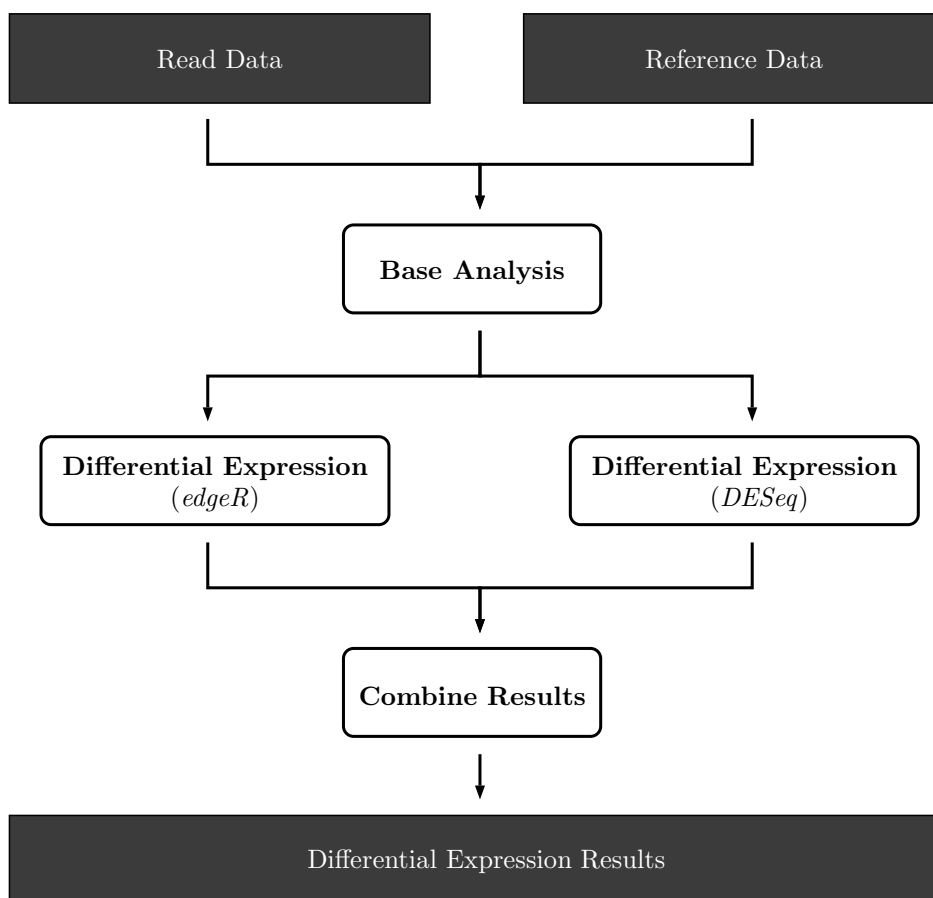 Read Data
Reference Data
Base Analysis
Differential Expression
(edgeR)
Differential Expression
(DESeq)
Combine Results
Differential Expression Results